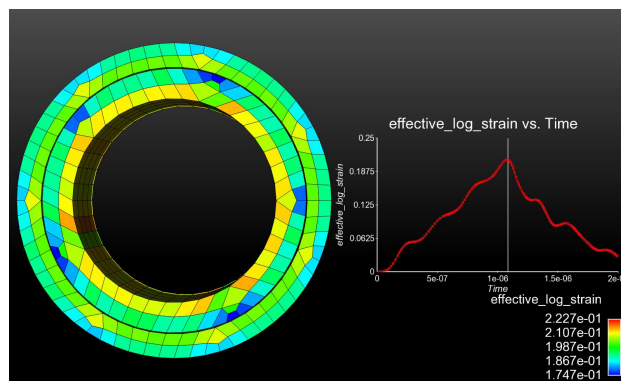 effective_log_strain vs. Time
0.25
0.1875
0.125
0.0625
0
effective_log_strain
0 5e-07 1e-06 1.5e-06
Time
effective_log_strain
2.227e-01
2.107e-01
1.987e-01
1.867e-01
1.747e-01